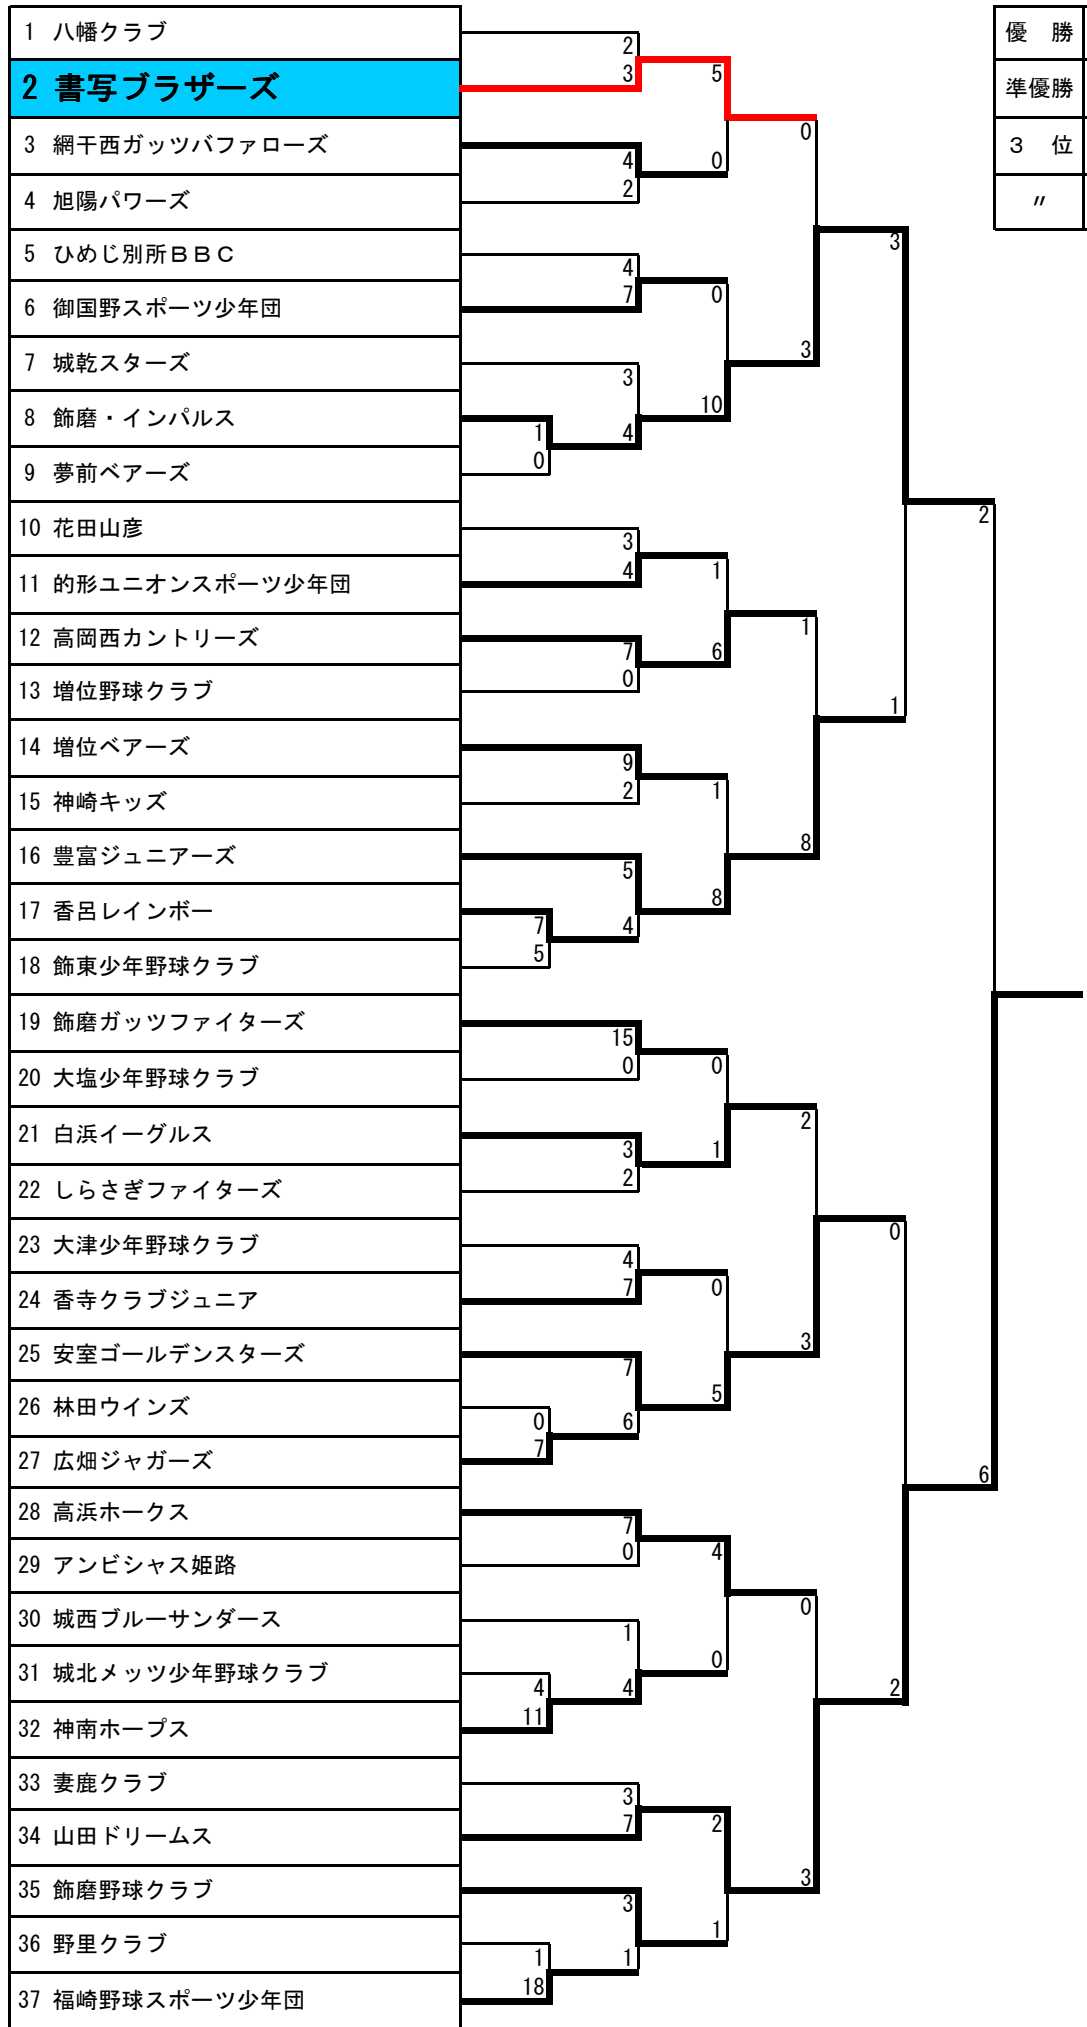 1 八幡クラブ
2 書写ブラザーズ
3 網干西ガッツバファローズ
4 旭陽パワーズ
5 ひめじ別所ＢＢＣ
6 御国野スポーツ少年団
7 城乾スターズ
8 飾磨・インパルス
9 夢前ベアーズ
10 花田山彦
11 的形ユニオンスポーツ少年団
12 高岡西カントリーズ
13 増位野球クラブ
14 増位ベアーズ
15 神崎キッズ
16 豊富ジュニアーズ
17 香呂レインボー
18 飾東少年野球クラブ
19 飾磨ガッツファイターズ
20 大塩少年野球クラブ
21 白浜イーグルス
22 しらさぎファイターズ
23 大津少年野球クラブ
24 香寺クラブジュニア
25 安室ゴールデンスターズ
26 林田ウインズ
27 広畑ジャガーズ
28 高浜ホークス
29 アンビシャス姫路
30 城西ブルーサンダース
31 城北メッツ少年野球クラブ
32 神南ホープス
33 妻鹿クラブ
34 山田ドリームス
35 飾磨野球クラブ
36 野里クラブ
37 福崎野球スポーツ少年団
1
0
7
5
0
7
4
11
1
18
2
3
4
2
4
7
3
4
3
4
7
0
9
2
5
4
15
0
3
2
4
7
7
6
7
0
1
4
3
7
3
1
5
0
0
10
1
6
1
8
0
1
0
5
4
0
2
1
0
3
1
8
2
3
0
3
3
1
0
2
2
6
優　勝
準優勝
３　位
〃